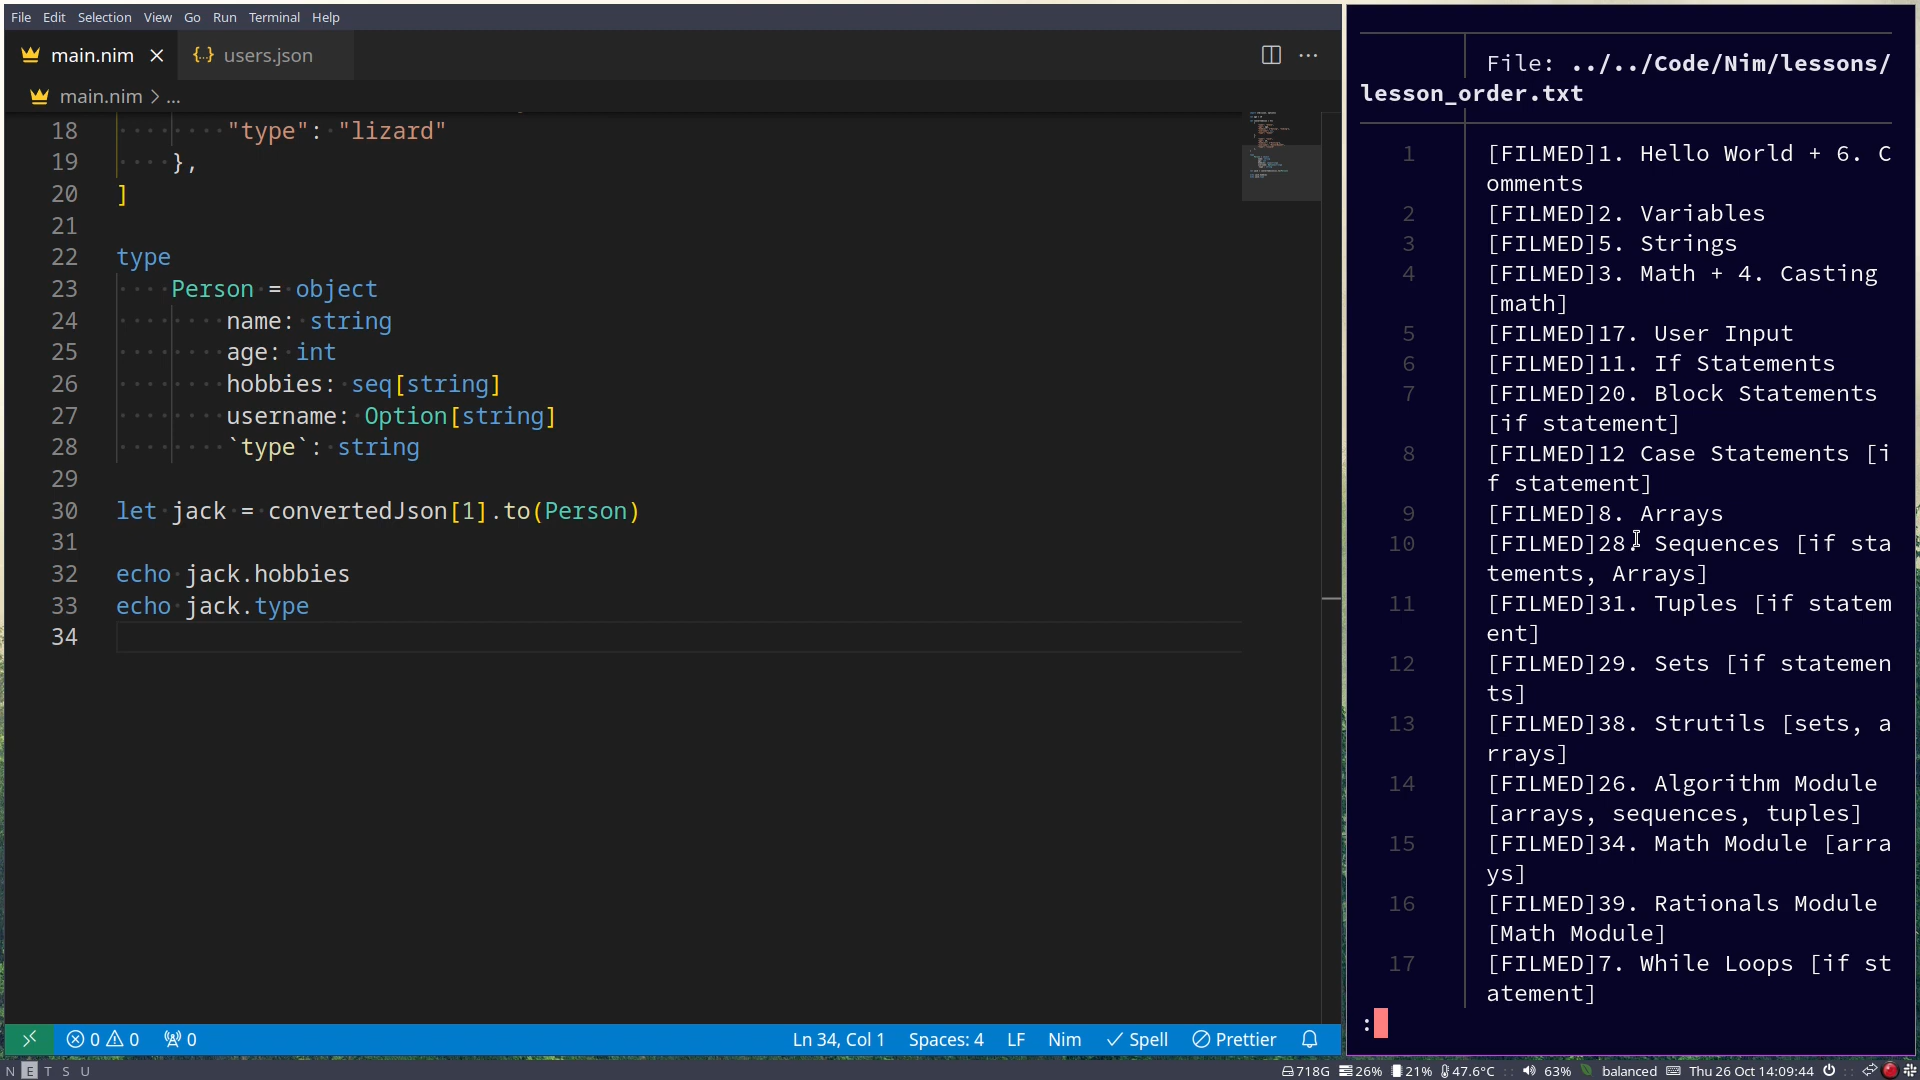 File Edit Selection View Go Run Terminal Help
main.nim users.json
main.nim > ...
18 "type": "lizard"
19 },
20 ]
21
22 type
23 Person = object
24 name: string
25 age: int
26 hobbies: seq[string]
27 username: Option[string]
28 `type`: string
29
30 let jack = convertedJson[1].to(Person)
31
32 echo jack.hobbies
33 echo jack.type
34
0 0 0 Ln 34, Col 1 Spaces: 4 LF Nim Spell Prettier
File: ../../Code/Nim/lessons/
lesson_order.txt
1 [FILMED]1. Hello World + 6. C
omments
2 [FILMED]2. Variables
3 [FILMED]5. Strings
4 [FILMED]3. Math + 4. Casting
[math]
5 [FILMED]17. User Input
6 [FILMED]11. If Statements
7 [FILMED]20. Block Statements
[if statement]
8 [FILMED]12 Case Statements [i
f statement]
9 [FILMED]8. Arrays
10 [FILMED]28. Sequences [if sta
tements, Arrays]
11 [FILMED]31. Tuples [if statem
ent]
12 [FILMED]29. Sets [if statemen
ts]
13 [FILMED]38. Strutils [sets, a
rrays]
14 [FILMED]26. Algorithm Module
[arrays, sequences, tuples]
15 [FILMED]34. Math Module [arra
ys]
16 [FILMED]39. Rationals Module
[Math Module]
17 [FILMED]7. While Loops [if st
atement]
:
N E T S U 718G 26% 21% 47.6°C 63% balanced Thu 26 Oct 14:09:44